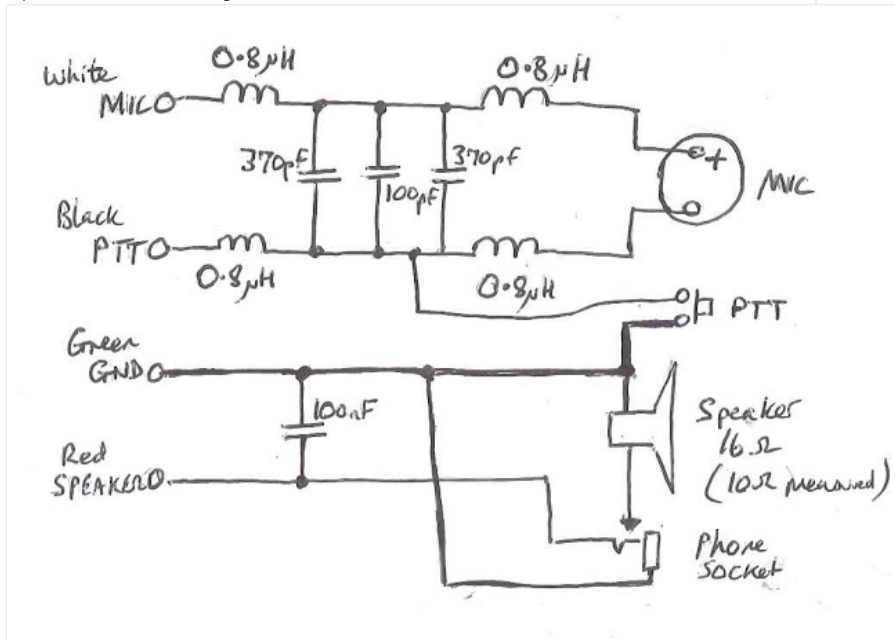 0.8µH
0.8µH
White
MIC
370pF
100pF
370pF
+
MIC
Black
PTT
0.8µH
0.8µH
PTT
Green
GND
100nF
Speaker
16Ω
(10Ω measured)
Red
SPEAKER
Phone
socket